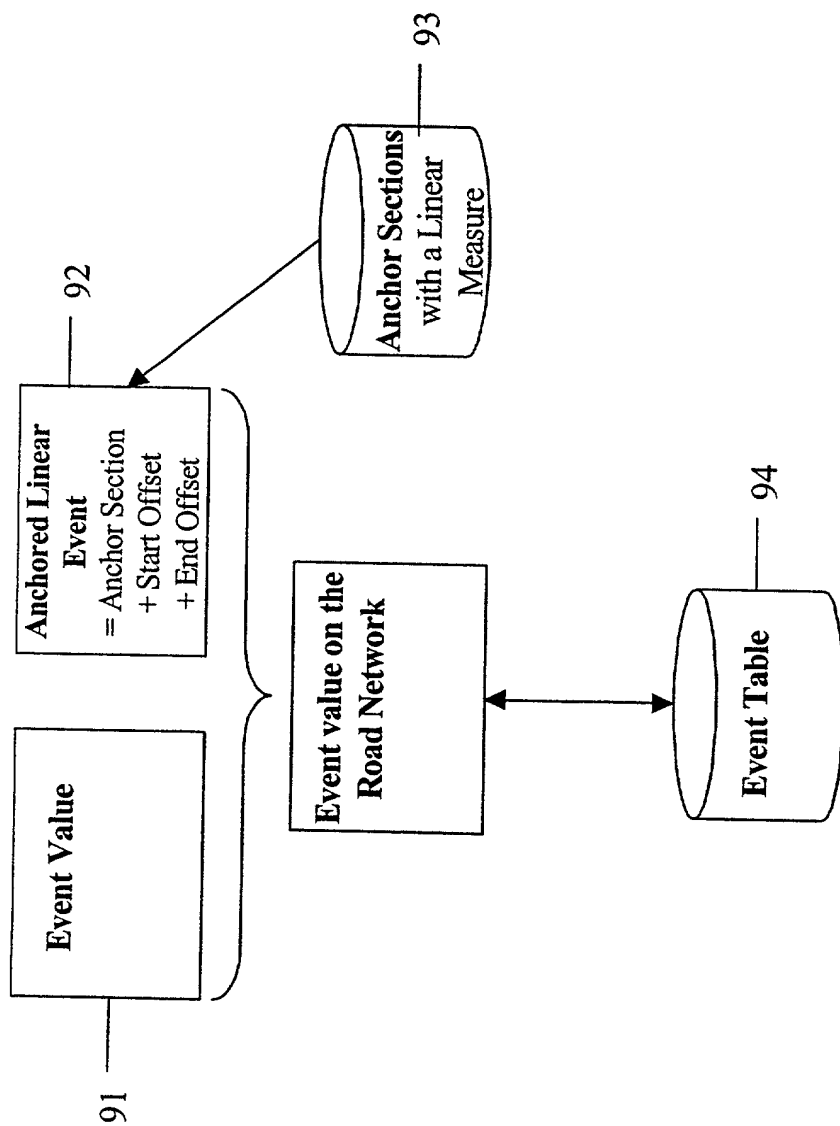 91
Event Value
Anchored Linear
Event
= Anchor Section
+ Start Offset
+ End Offset
92
Event value on the
Road Network
Anchor Sections
with a Linear
Measure
93
Event Table
94